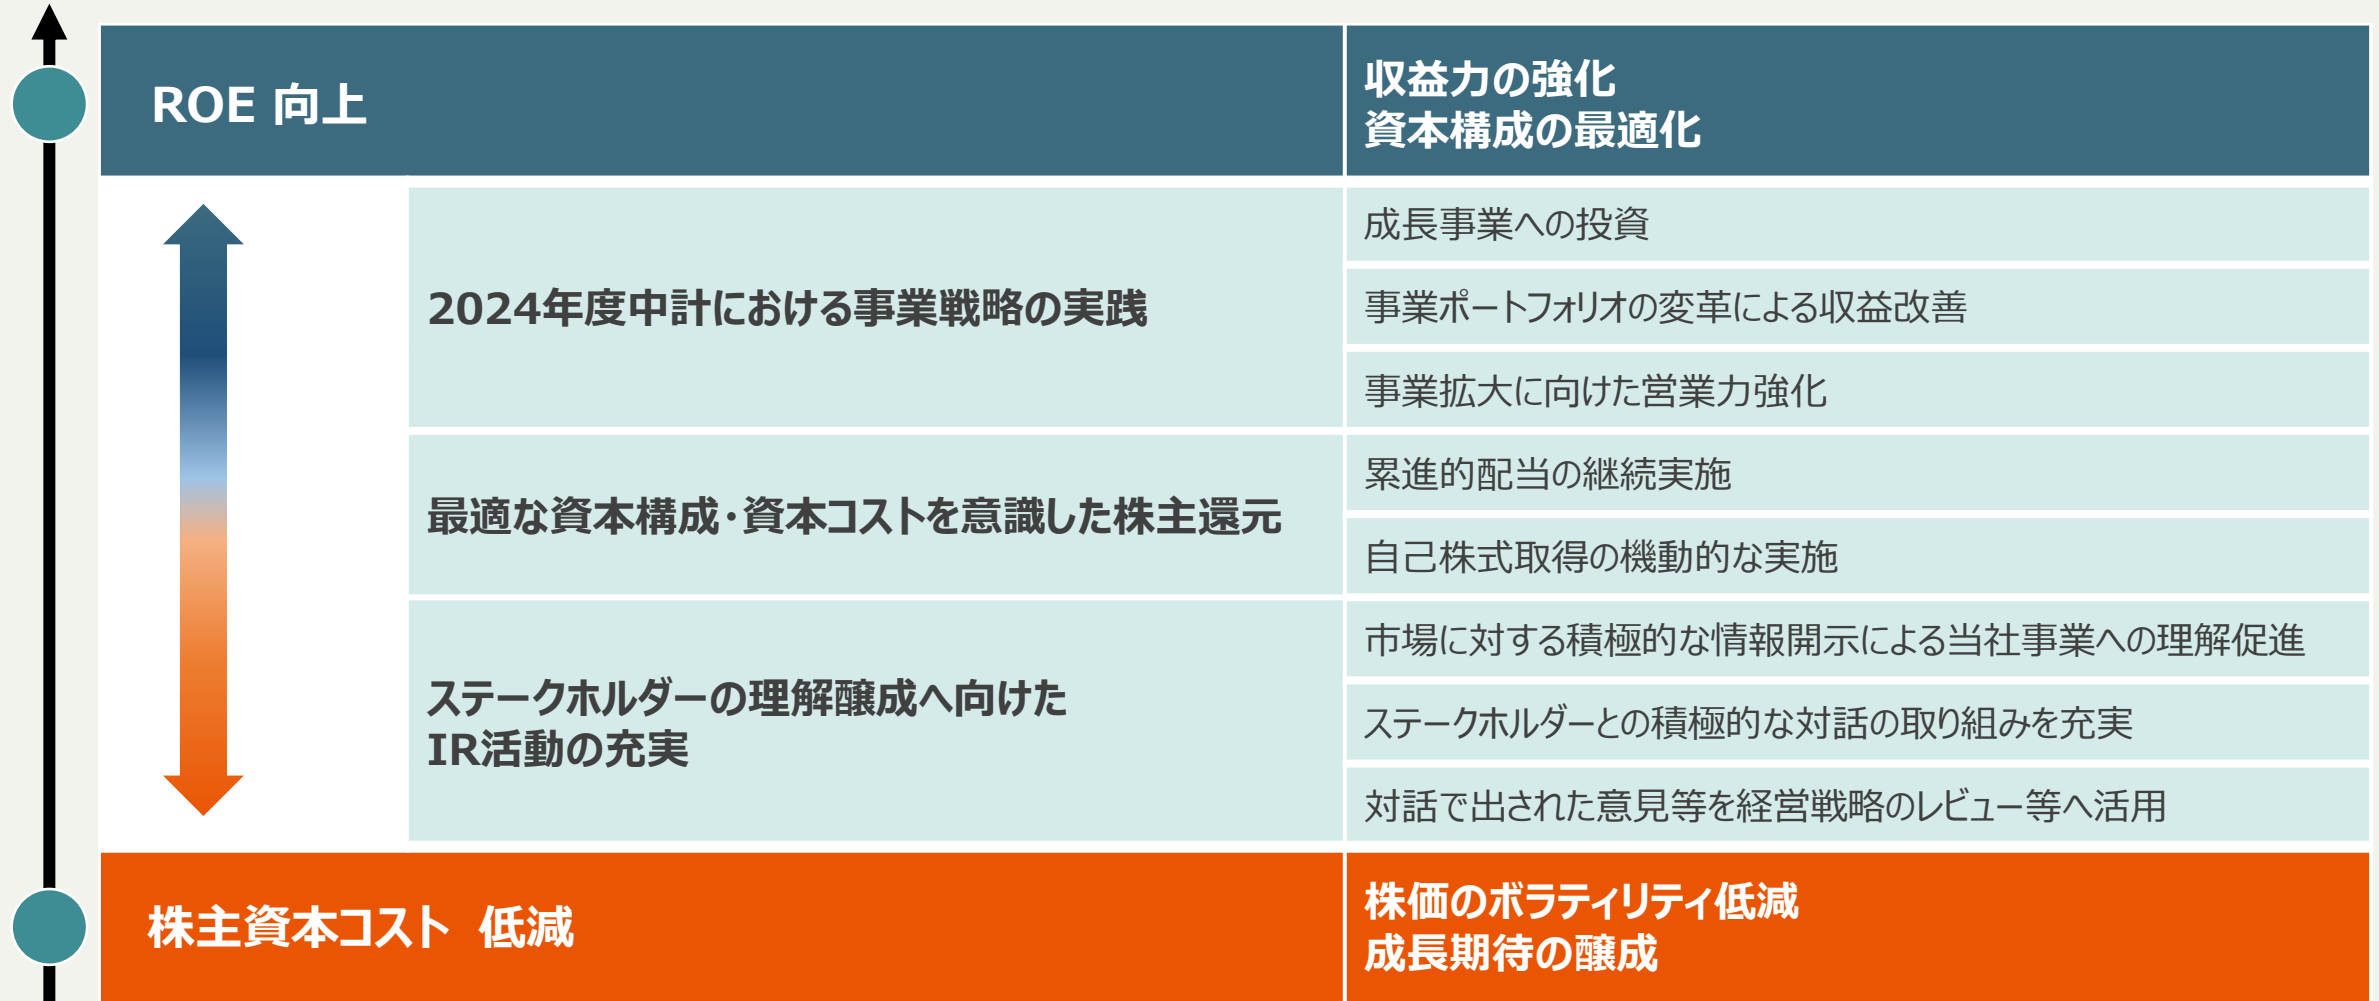 ROE 向上
収益力の強化
資本構成の最適化
2024年度中計における事業戦略の実践
成長事業への投資
事業ポートフォリオの変革による収益改善
事業拡大に向けた営業力強化
最適な資本構成・資本コストを意識した株主還元
累進的配当の継続実施
自己株式取得の機動的な実施
ステークホルダーの理解醸成へ向けた
IR活動の充実
市場に対する積極的な情報開示による当社事業への理解促進
ステークホルダーとの積極的な対話の取り組みを充実
対話で出された意見等を経営戦略のレビュー等へ活用
株主資本コスト 低減
株価のボラティリティ低減
成長期待の醸成